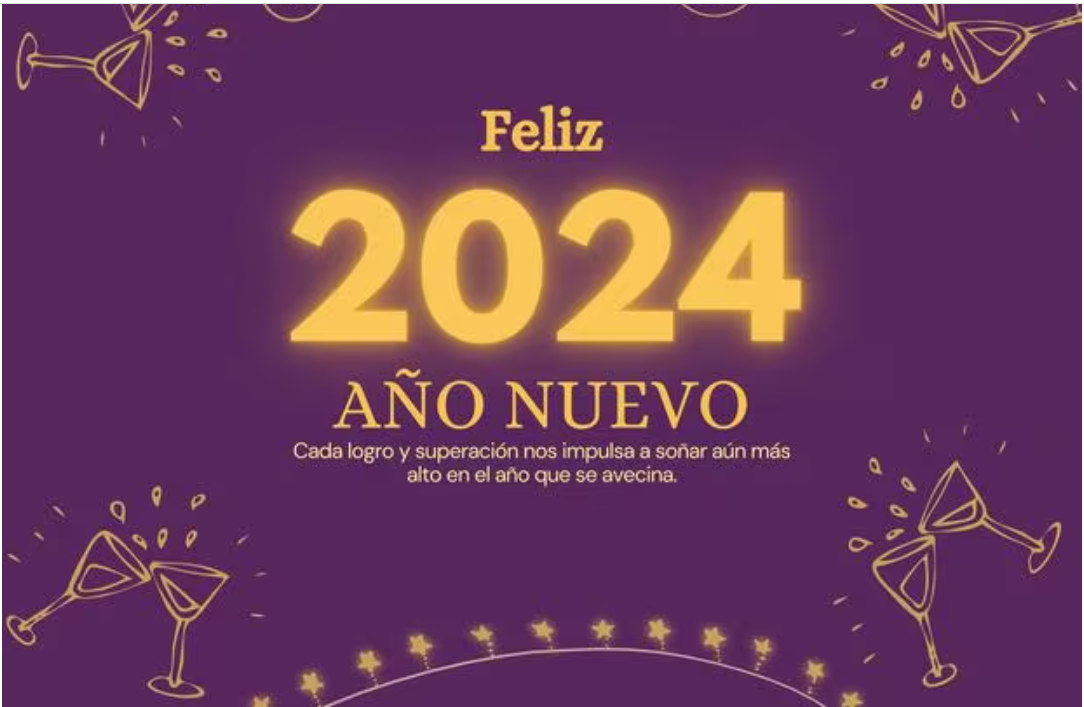 Feliz
2024
AÑO NUEVO
Cada logro y superación nos impulsa a soñar aún más
alto en el año que se avecina.